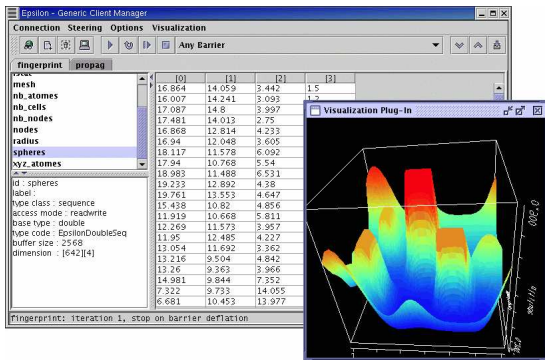 Epsilon - Generic Client Manager
Connection Steering Options Visualization
Any Barrier
fingerprint propag
mesh
nb_atomes
nb_cells
nb_nodes
nodes
radius
spheres
xyz_atomes
id : spheres
label :
type class : sequence
access mode : readwrite
base type : double
type code : EpsilonDoubleSeq
buffer size : 2568
dimension : [642][4]
[0] [1] [2] [3]
16.864 14.059 3.442 1.5
16.007 14.241 3.093 1.2
17.087 14.8 3.997
17.481 14.013 2.75
16.868 12.814 4.233
16.94 12.048 3.605
18.117 11.578 6.092
17.94 10.768 5.54
18.983 11.488 6.531
19.233 12.892 4.38
19.761 13.553 4.647
15.438 10.82 4.856
11.919 10.668 5.811
12.269 11.573 3.957
11.95 12.485 4.227
13.054 11.692 3.362
13.216 9.504 4.842
13.26 9.363 3.966
14.981 9.844 7.352
7.322 9.733 14.055
6.681 10.453 13.977
Visualization Plug-In
fingerprint: iteration 1, stop on barrier deflation